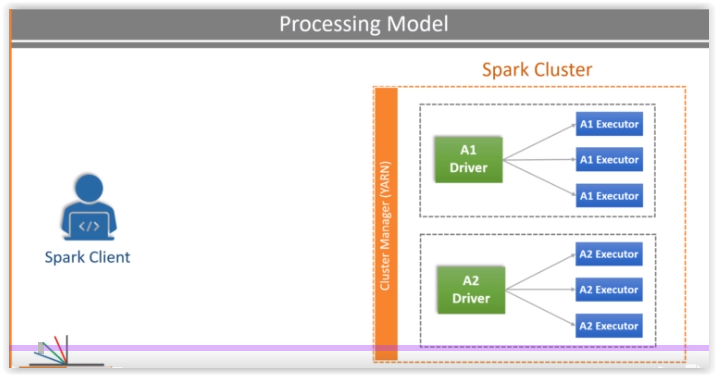 Processing Model
Spark Cluster
Cluster Manager (YARN)
A1
Driver
A1 Executor
A1 Executor
A1 Executor
A2
Driver
A2 Executor
A2 Executor
A2 Executor
</>
Spark Client